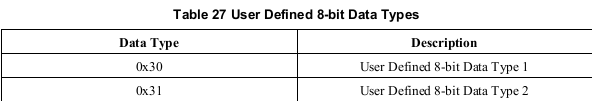 Table 27 User Defined 8-bit Data Types
Data Type Description
0x30 User Defined 8-bit Data Type 1
0x31 User Defined 8-bit Data Type 2